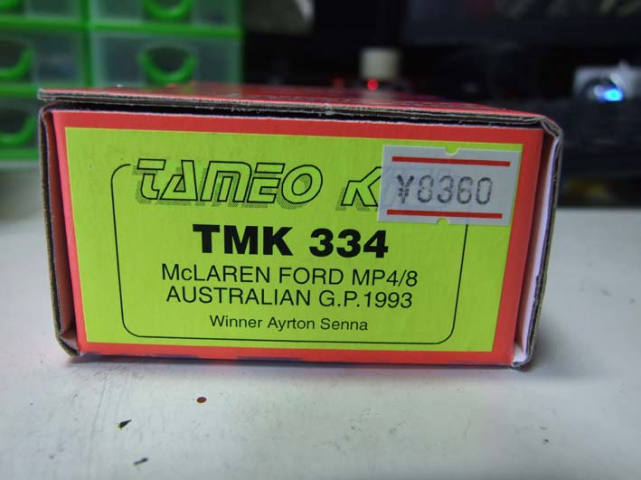 TAMEO K
¥8360
TMK 334
McLAREN FORD MP4/8
AUSTRALIAN G.P.1993
Winner Ayrton Senna